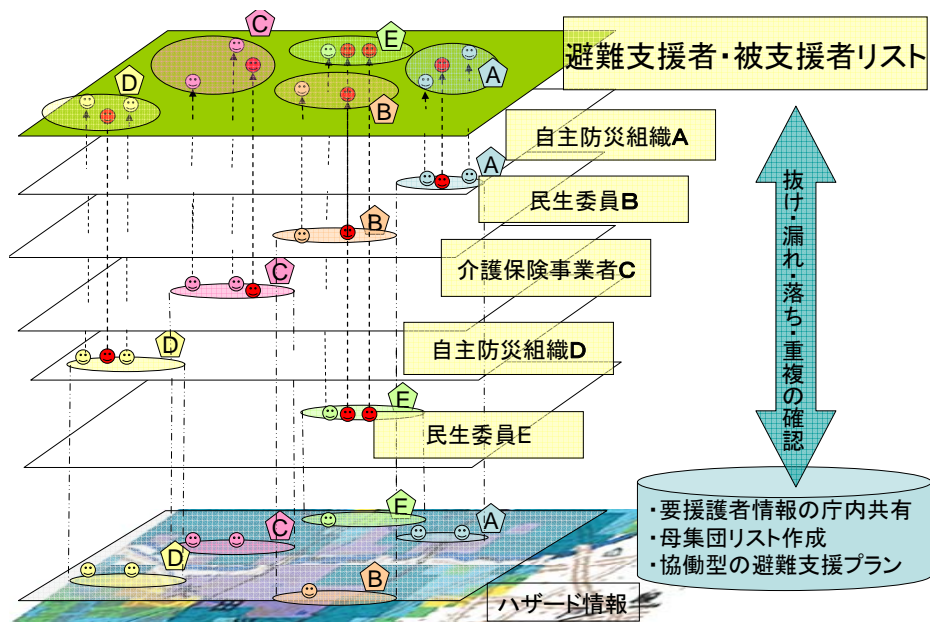 C
E
避難支援者・被支援者リスト
D
A
B
自主防災組織A
A
民生委員B
B
介護保険事業者C
C
抜け・漏れ・落ち・重複の確認
自主防災組織D
D
E
民生委員E
・要援護者情報の庁内共有
・母集団リスト作成
・協働型の避難支援プラン
E
A
C
D
B
ハザード情報